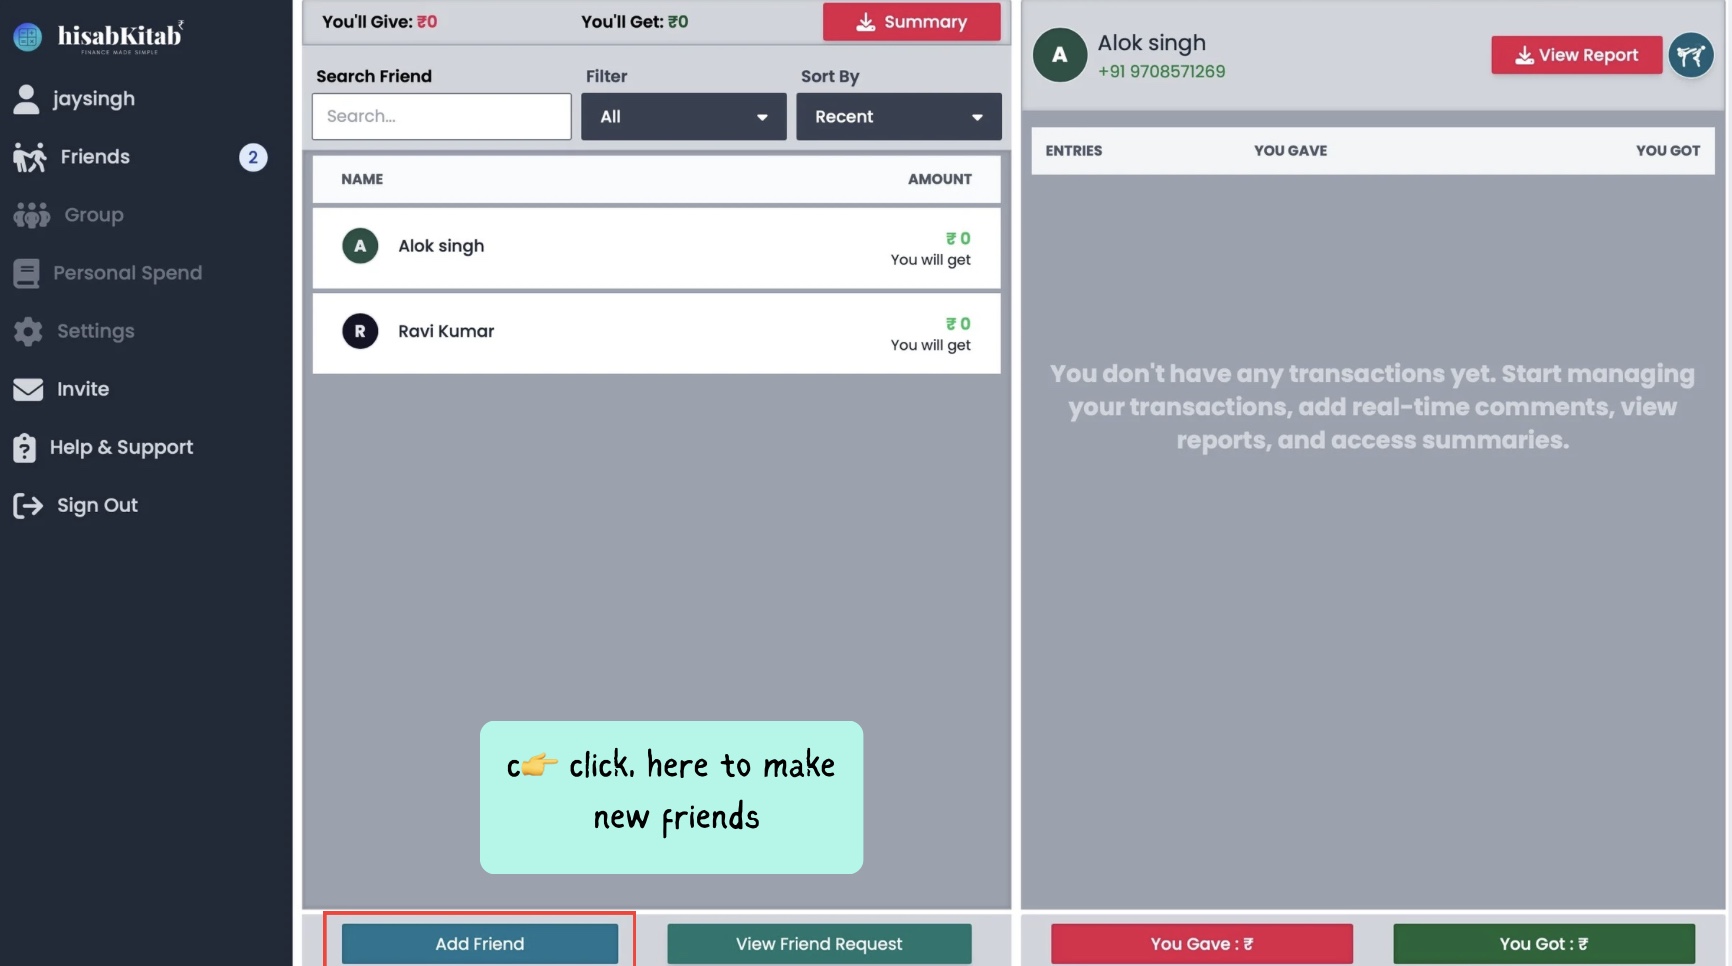 hisabKitab₹
FINANCE MADE SIMPLE
jaysingh
Friends 2
Group
Personal Spend
Settings
Invite
Help & Support
Sign Out
You'll Give: ₹0 You'll Get: ₹0 Summary
Search Friend Filter Sort By
Search... All Recent
NAME AMOUNT
A Alok singh ₹ 0
You will get
R Ravi Kumar ₹ 0
You will get
c👉 click, here to make
new friends
Add Friend View Friend Request
A Alok singh
+91 9708571269
View Report
ENTRIES YOU GAVE YOU GOT
You don't have any transactions yet. Start managing
your transactions, add real-time comments, view
reports, and access summaries.
You Gave : ₹ You Got : ₹